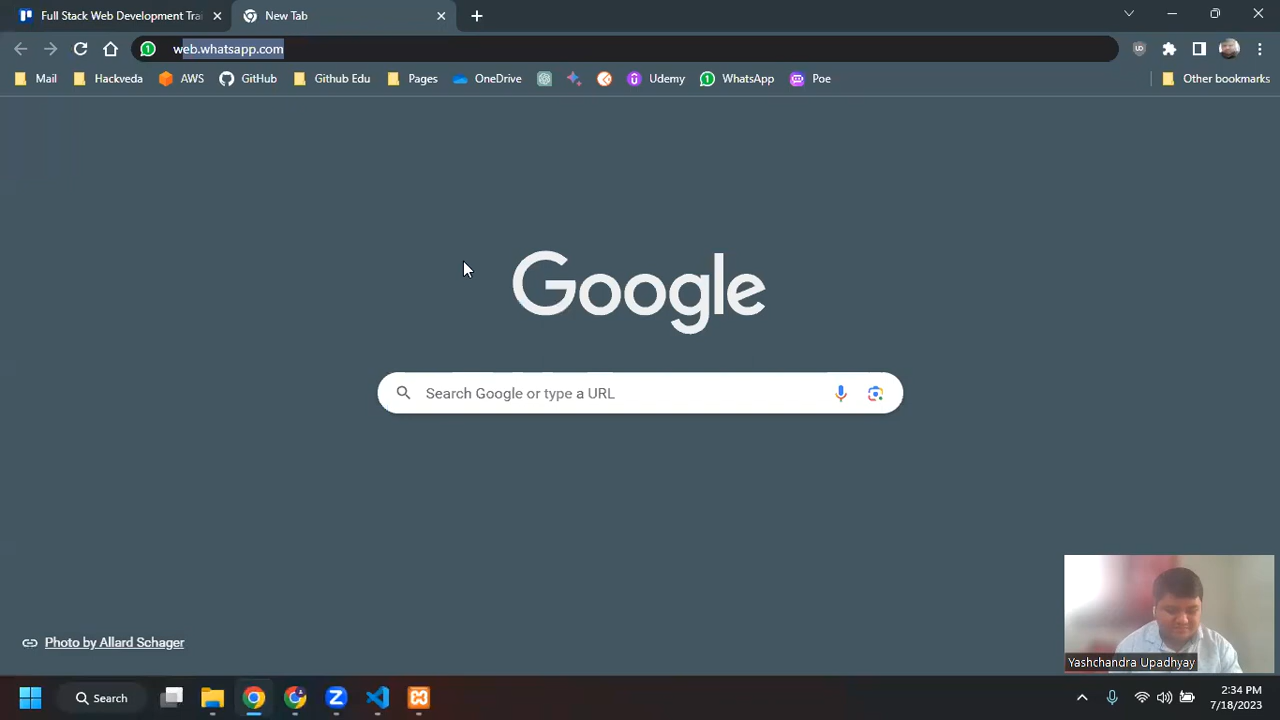 Full Stack Web Development Trai
New Tab
web.whatsapp.com
Mail
Hackveda
AWS
GitHub
Github Edu
Pages
OneDrive
Udemy
WhatsApp
Poe
Other bookmarks
Google
Search Google or type a URL
Photo by Allard Schager
Yashchandra Upadhyay
Search
2:34 PM
7/18/2023